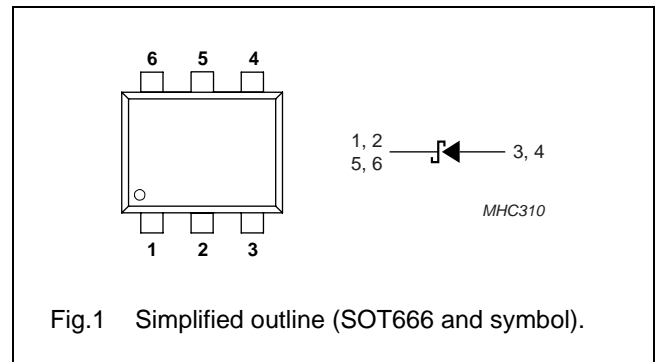 6 5 4
1, 2
5, 6
3, 4
MHC310
1 2 3
Fig.1 Simplified outline (SOT666 and symbol).